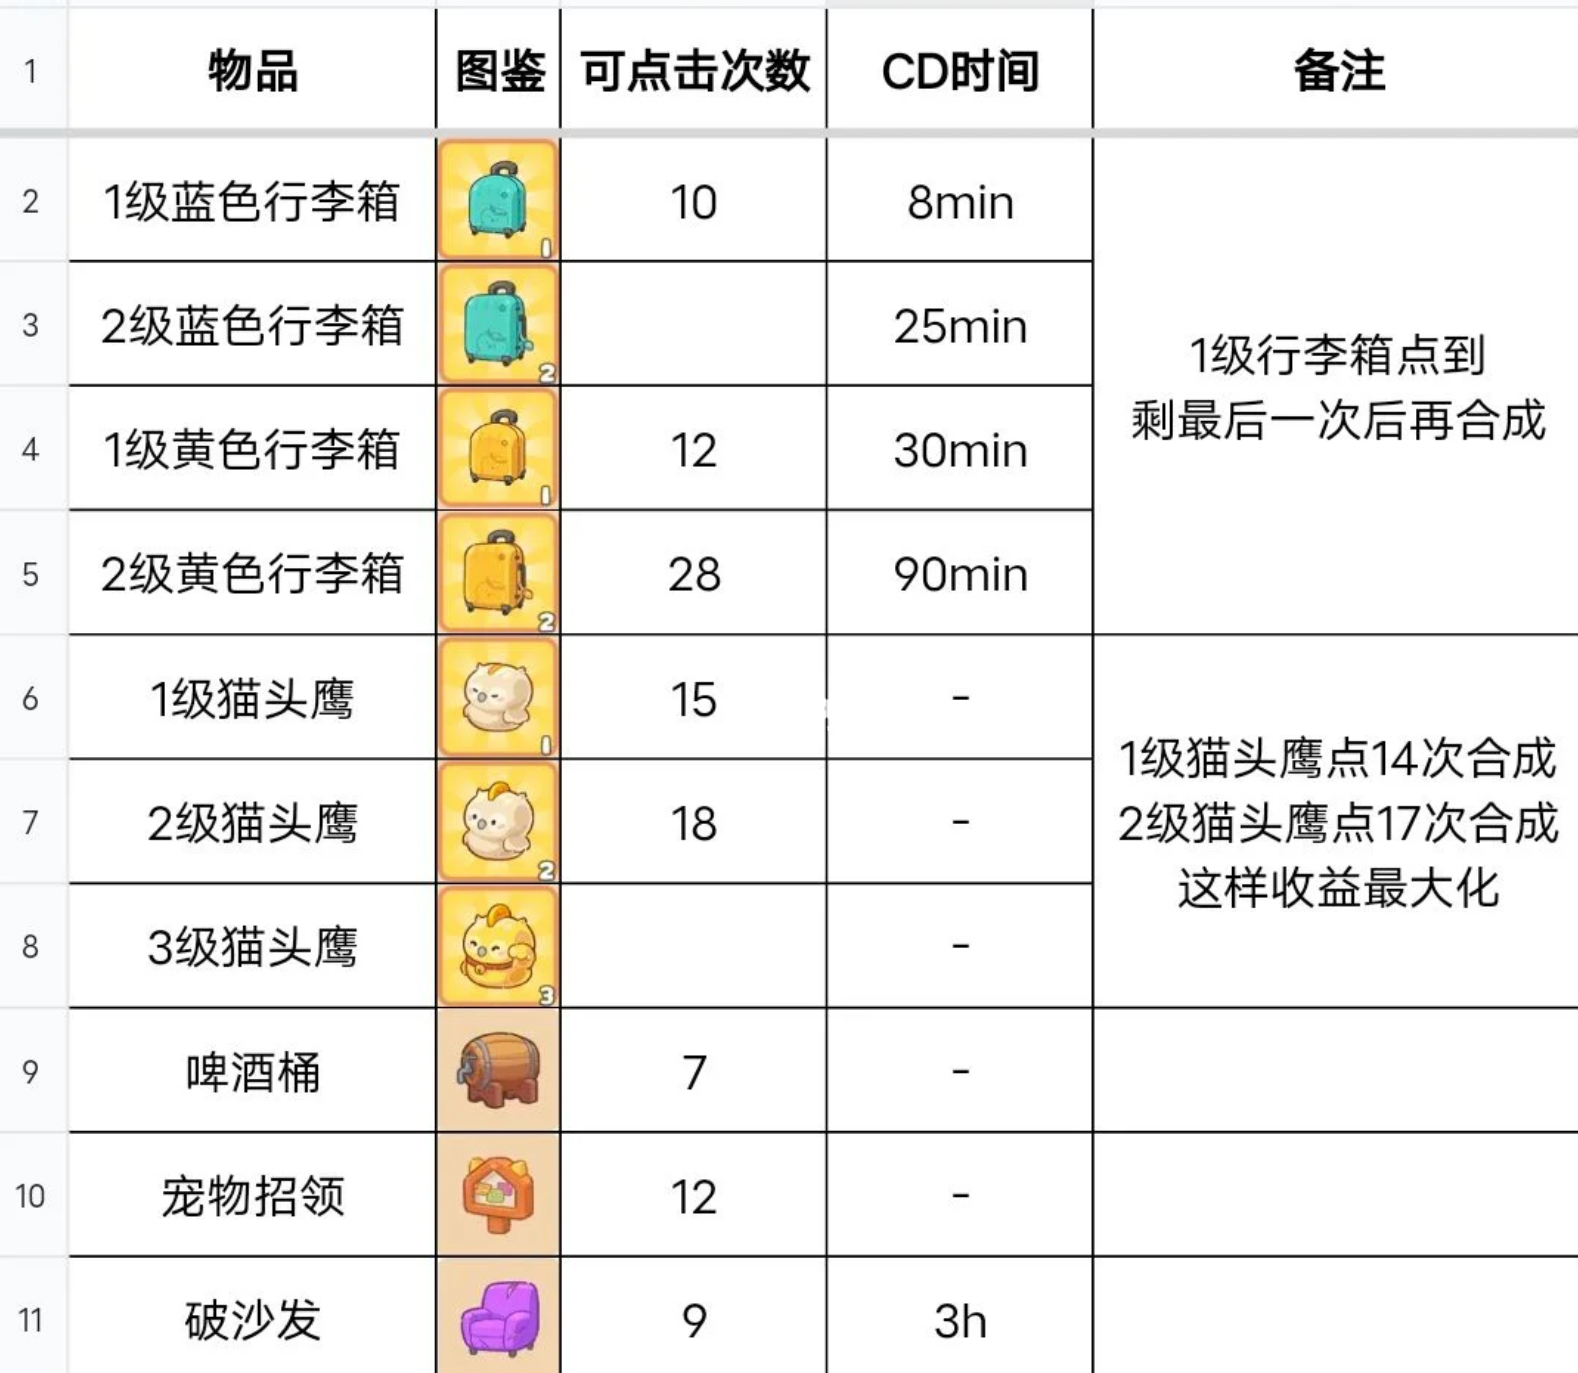 1 物品 图鉴 可点击次数 CD时间 备注
2 1级蓝色行李箱 1 10 8min
3 2级蓝色行李箱 2 25min
1级行李箱点到
剩最后一次后再合成
4 1级黄色行李箱 1 12 30min
5 2级黄色行李箱 2 28 90min
6 1级猫头鹰 1 15 -
1级猫头鹰点14次合成
7 2级猫头鹰 2 18 -
2级猫头鹰点17次合成
这样收益最大化
8 3级猫头鹰 3 -
9 啤酒桶 7 -
10 宠物招领 12 -
11 破沙发 9 3h